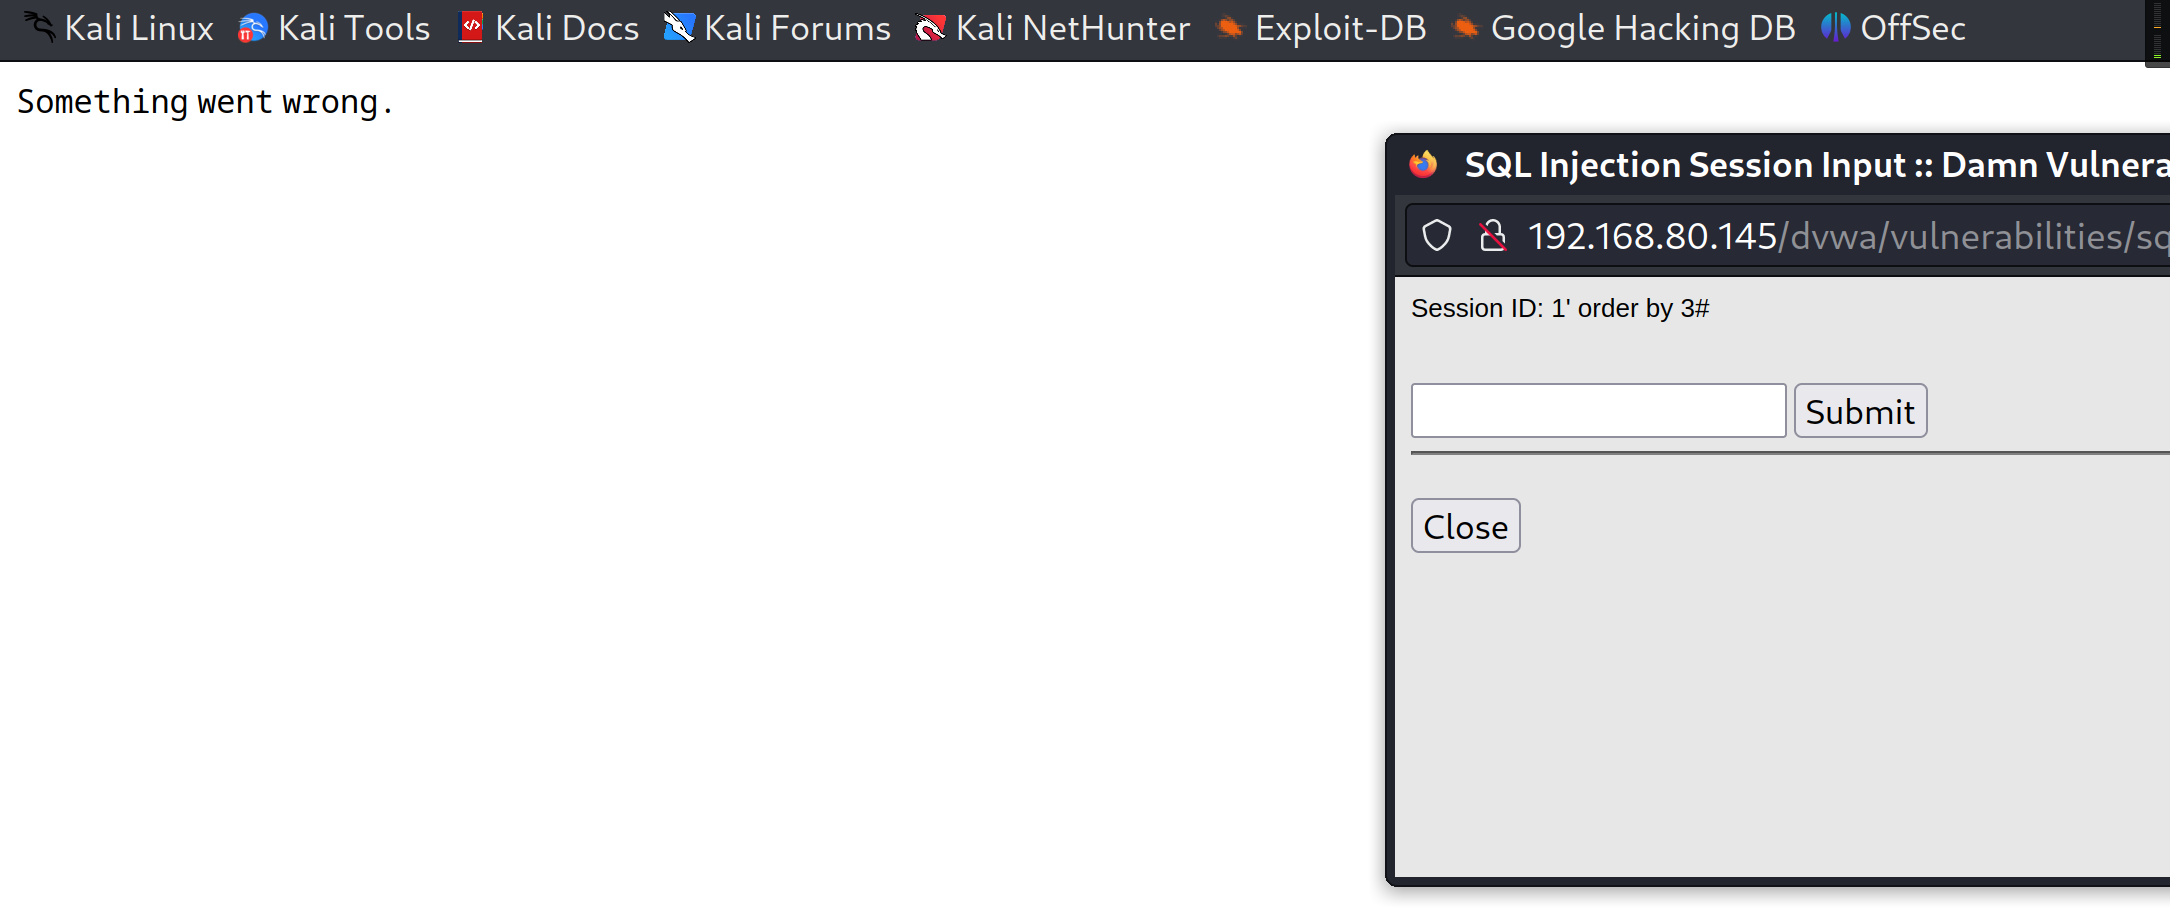 Kali Linux Kali Tools Kali Docs Kali Forums Kali NetHunter Exploit-DB Google Hacking DB OffSec
Something went wrong.
SQL Injection Session Input :: Damn Vulnera
192.168.80.145/dvwa/vulnerabilities/sq
Session ID: 1' order by 3#
Submit
Close